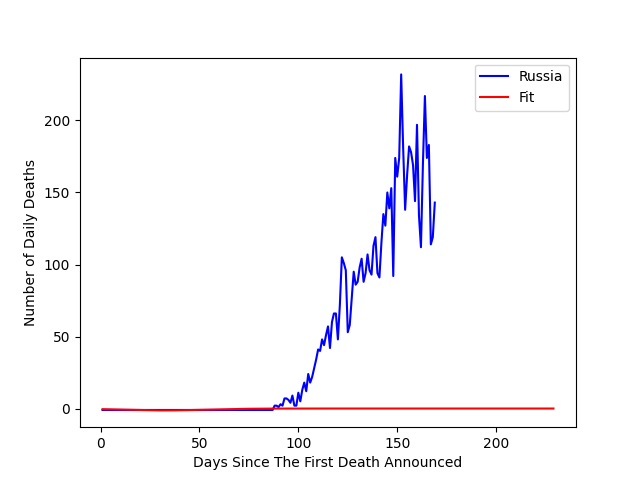 Russia
Fit
200
150
100
50
0
Number of Daily Deaths
0 50 100 150 200
Days Since The First Death Announced